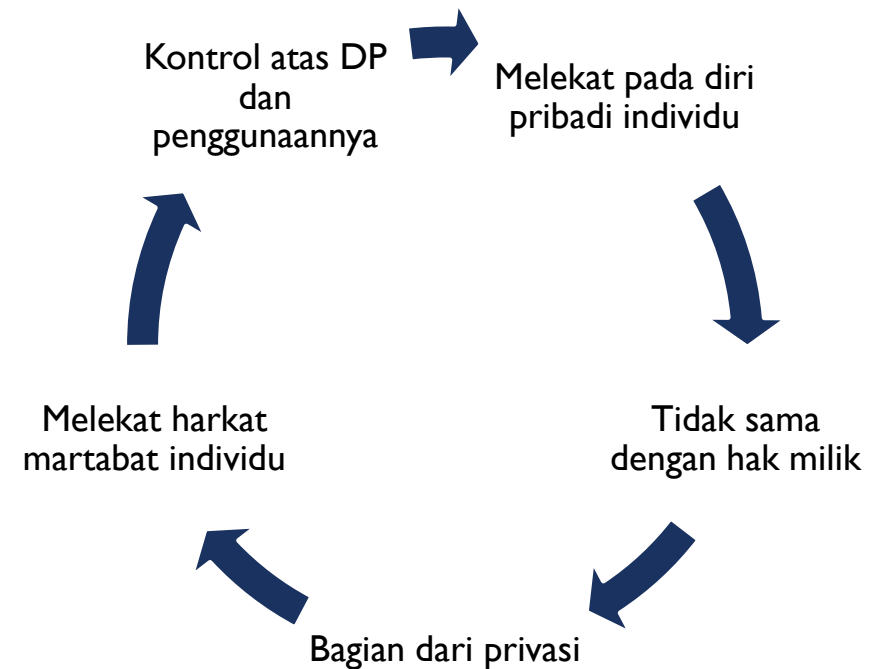 Kontrol atas DP
dan
penggunaannya
Melekat pada diri
pribadi individu
Tidak sama
dengan hak milik
Bagian dari privasi
Melekat harkat
martabat individu